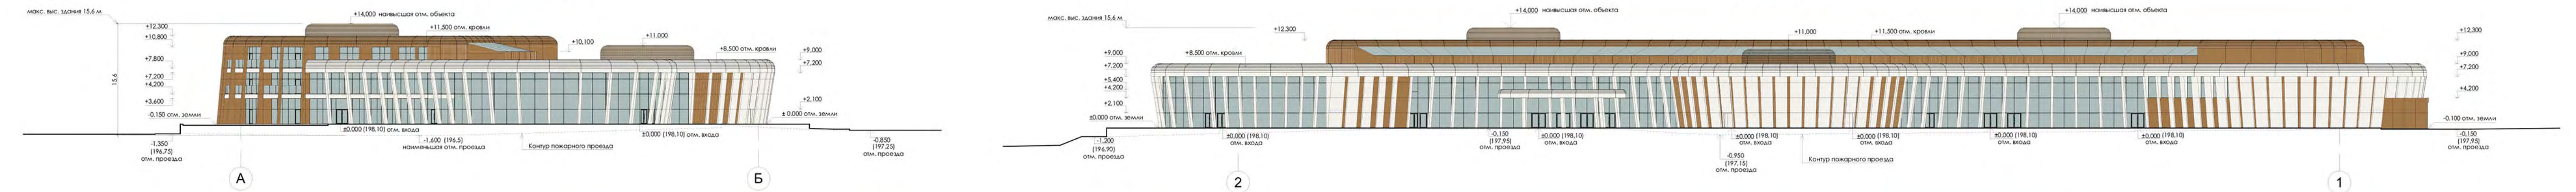 макс. выс. здания 15,6 м
+14,000 наивысшая отм. объекта
+12,300
+10,800
+11,500 отм. кровли
+10,100
+11,000
+8,500 отм. кровли
+9,000
+7,200
+7,800
+7,200
+4,200
+3,600
15,6
+2,100
-0.150 отм. земли
± 0.000 отм. земли
±0.000 (198,10) отм. входа
±0.000 (198,10) отм. входа
-1,350
(196,75)
отм. проезда
-1,600 (196,5)
наименьшая отм. проезда
Контур пожарного проезда
-0,850
(197,25)
отм. проезда
А
Б
макс. выс. здания 15,6 м
+14,000 наивысшая отм. объекта
+14,000 наивысшая отм. объекта
+12,300
+11,000
+11,500 отм. кровли
+12,300
+9,000
+7,200
+5,400
+4,200
+2,100
+8,500 отм. кровли
+9,000
+7,200
+4,200
±0.000 отм. земли
-0,100 отм. земли
-1,200
(196,90)
отм. проезда
±0.000 (198,10)
отм. входа
-0,150
(197,95)
отм. проезда
±0.000 (198,10)
отм. входа
-0,950
(197,15)
отм. проезда
±0.000 (198,10)
отм. входа
Контур пожарного проезда
±0.000 (198,10)
отм. входа
±0.000 (198,10)
отм. входа
±0.000 (198,10)
отм. входа
-0,150
(197,95)
отм. проезда
2
1